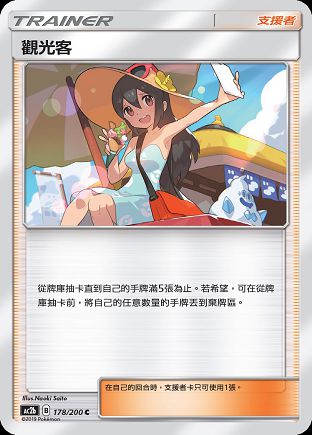 TRAINER
支援者
觀光客
從牌庫抽卡直到自己的手牌滿5張為止。若希望，可在從
牌庫抽卡前，將自己的任意數量的手牌丟到棄牌區。
Illus.Naoki Saito
在自己的回合時，支援者卡只可使用1張。
AC2b B 178/200 C
©2019 Pokémon